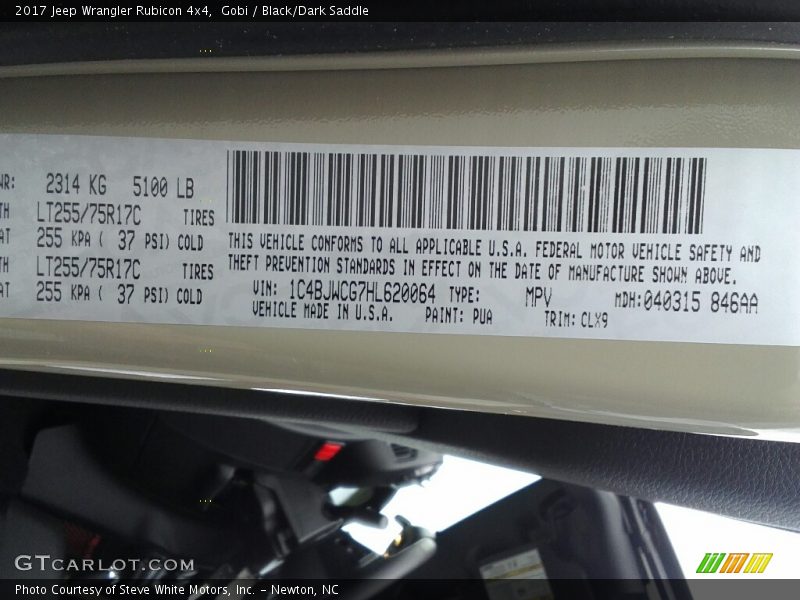 2017 Jeep Wrangler Rubicon 4x4, Gobi / Black/Dark Saddle
WR: 2314 KG 5100 LB
TH LT255/75R17C TIRES
AT 255 KPA ( 37 PSI) COLD
TH LT255/75R17C TIRES
AT 255 KPA ( 37 PSI) COLD
THIS VEHICLE CONFORMS TO ALL APPLICABLE U.S.A. FEDERAL MOTOR VEHICLE SAFETY AND
THEFT PREVENTION STANDARDS IN EFFECT ON THE DATE OF MANUFACTURE SHOWN ABOVE.
VIN: 1C4BJWCG7HL620064 TYPE: MPV MDH:040315 846AA
VEHICLE MADE IN U.S.A. PAINT: PUA TRIM: CLX9
GTCARLOT.COM
Photo Courtesy of Steve White Motors, Inc. – Newton, NC